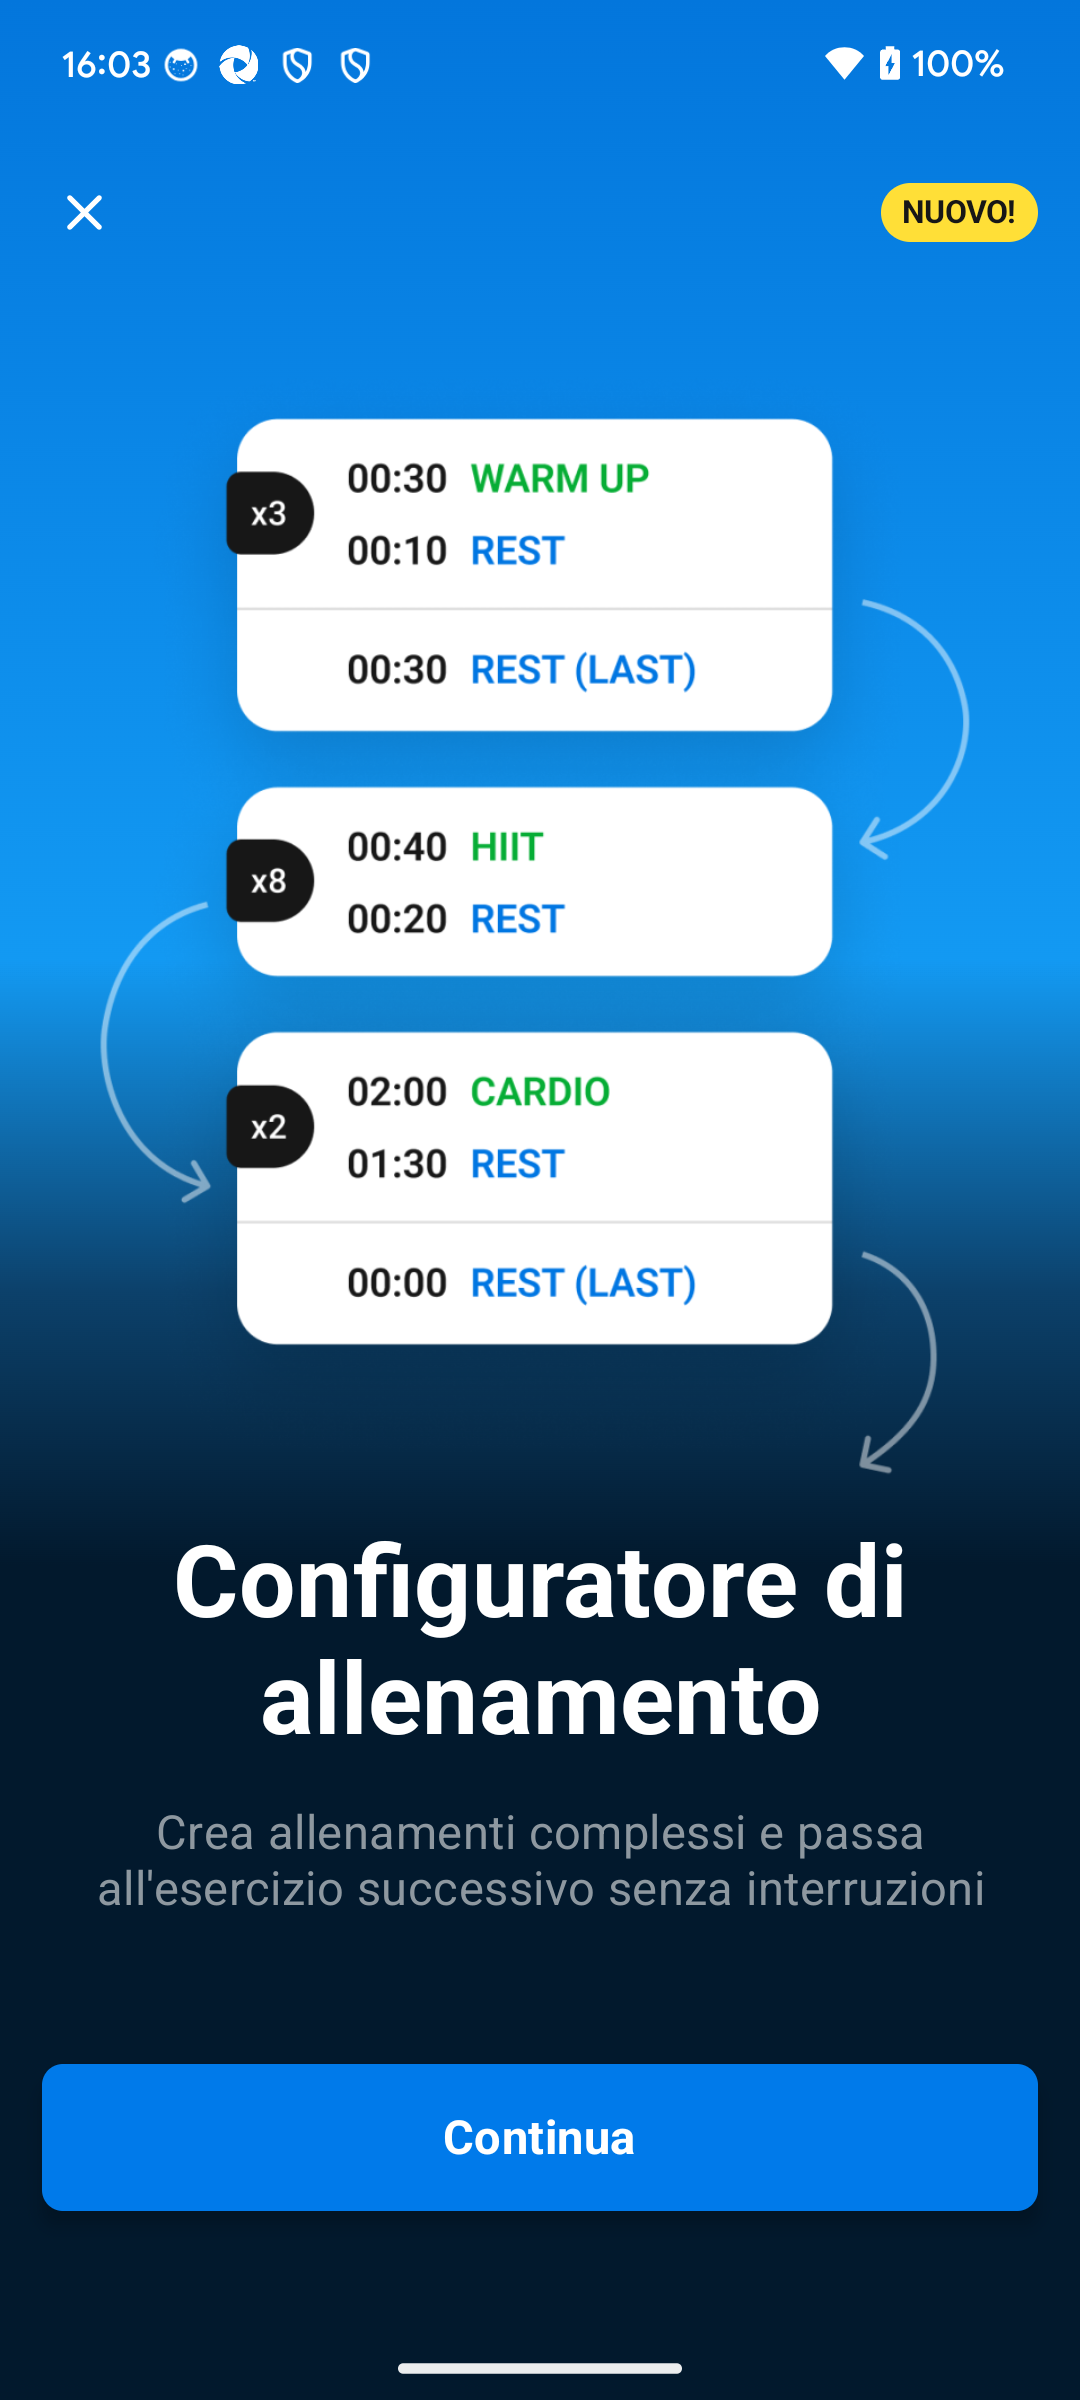 16:03
100%
NUOVO!
x3
00:30 WARM UP
00:10 REST
00:30 REST (LAST)
x8
00:40 HIIT
00:20 REST
x2
02:00 CARDIO
01:30 REST
00:00 REST (LAST)
Configuratore di
allenamento
Crea allenamenti complessi e passa
all'esercizio successivo senza interruzioni
Continua